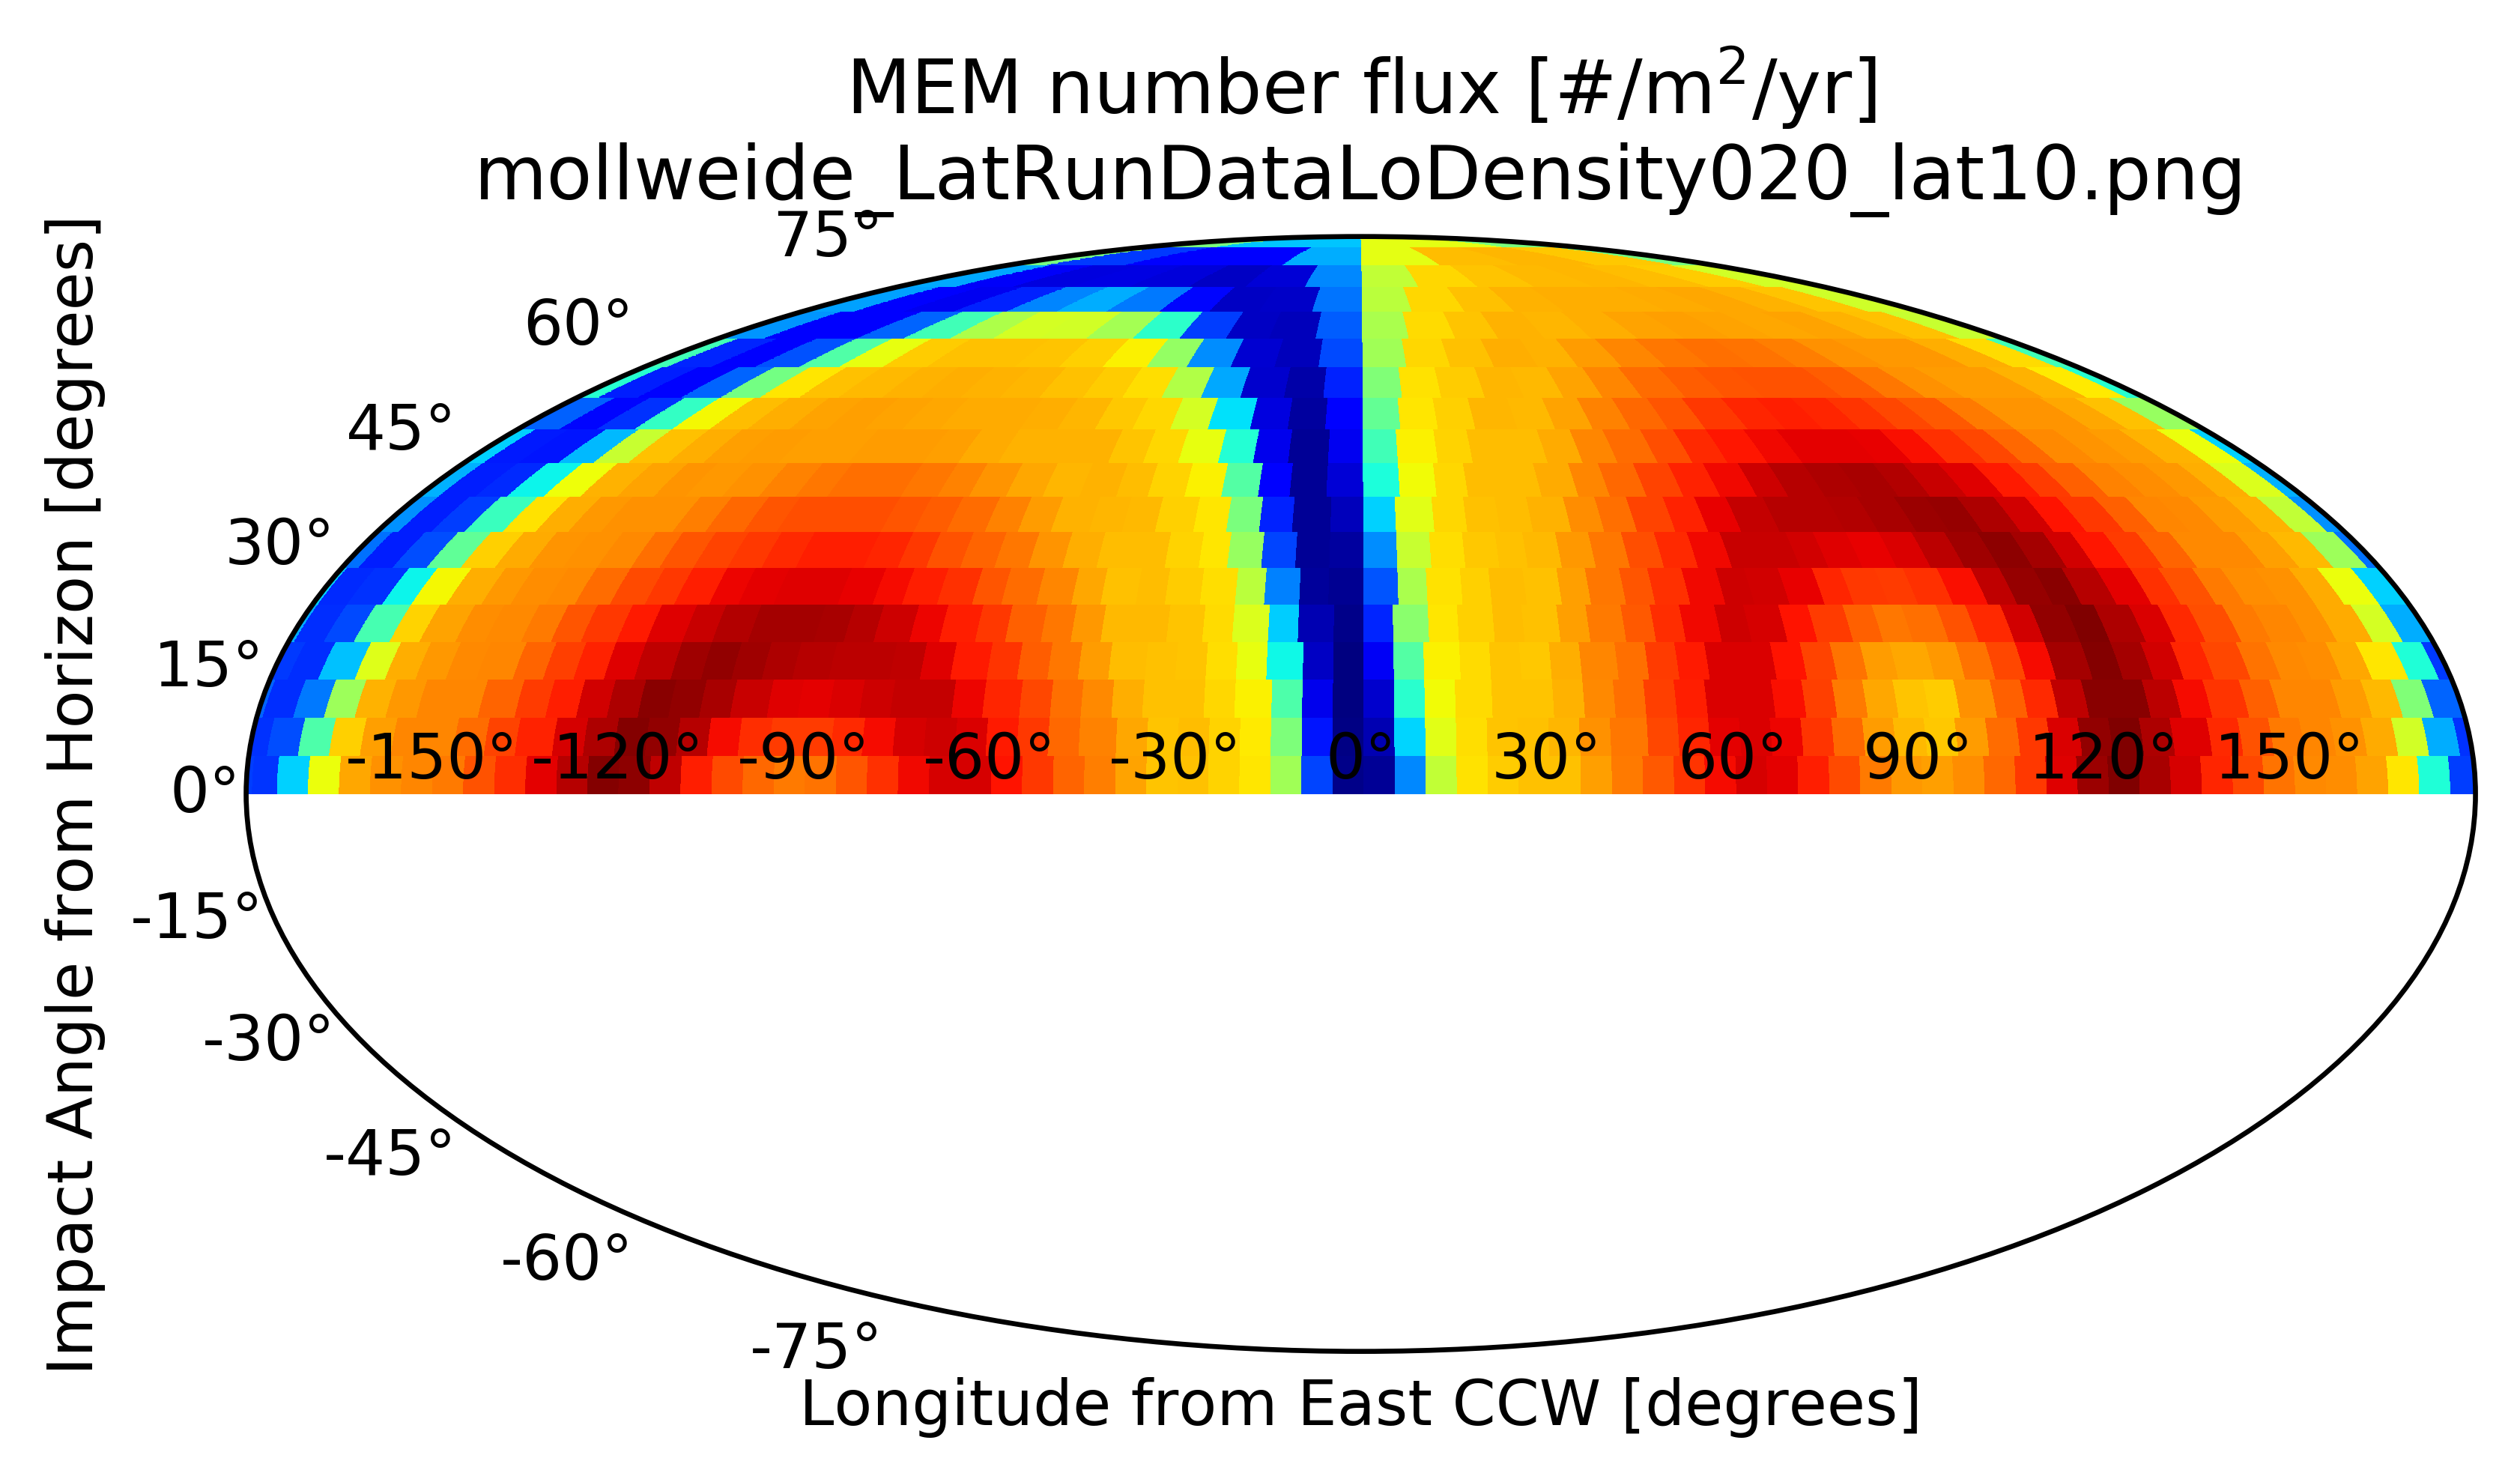 MEM number flux [#/m²/yr]
mollweide_LatRunDataLoDensity020_lat10.png
75°
60°
45°
30°
15°
0°
-15°
-30°
-45°
-60°
-75°
-150° -120° -90° -60° -30° 0° 30° 60° 90° 120° 150°
Impact Angle from Horizon [degrees]
Longitude from East CCW [degrees]